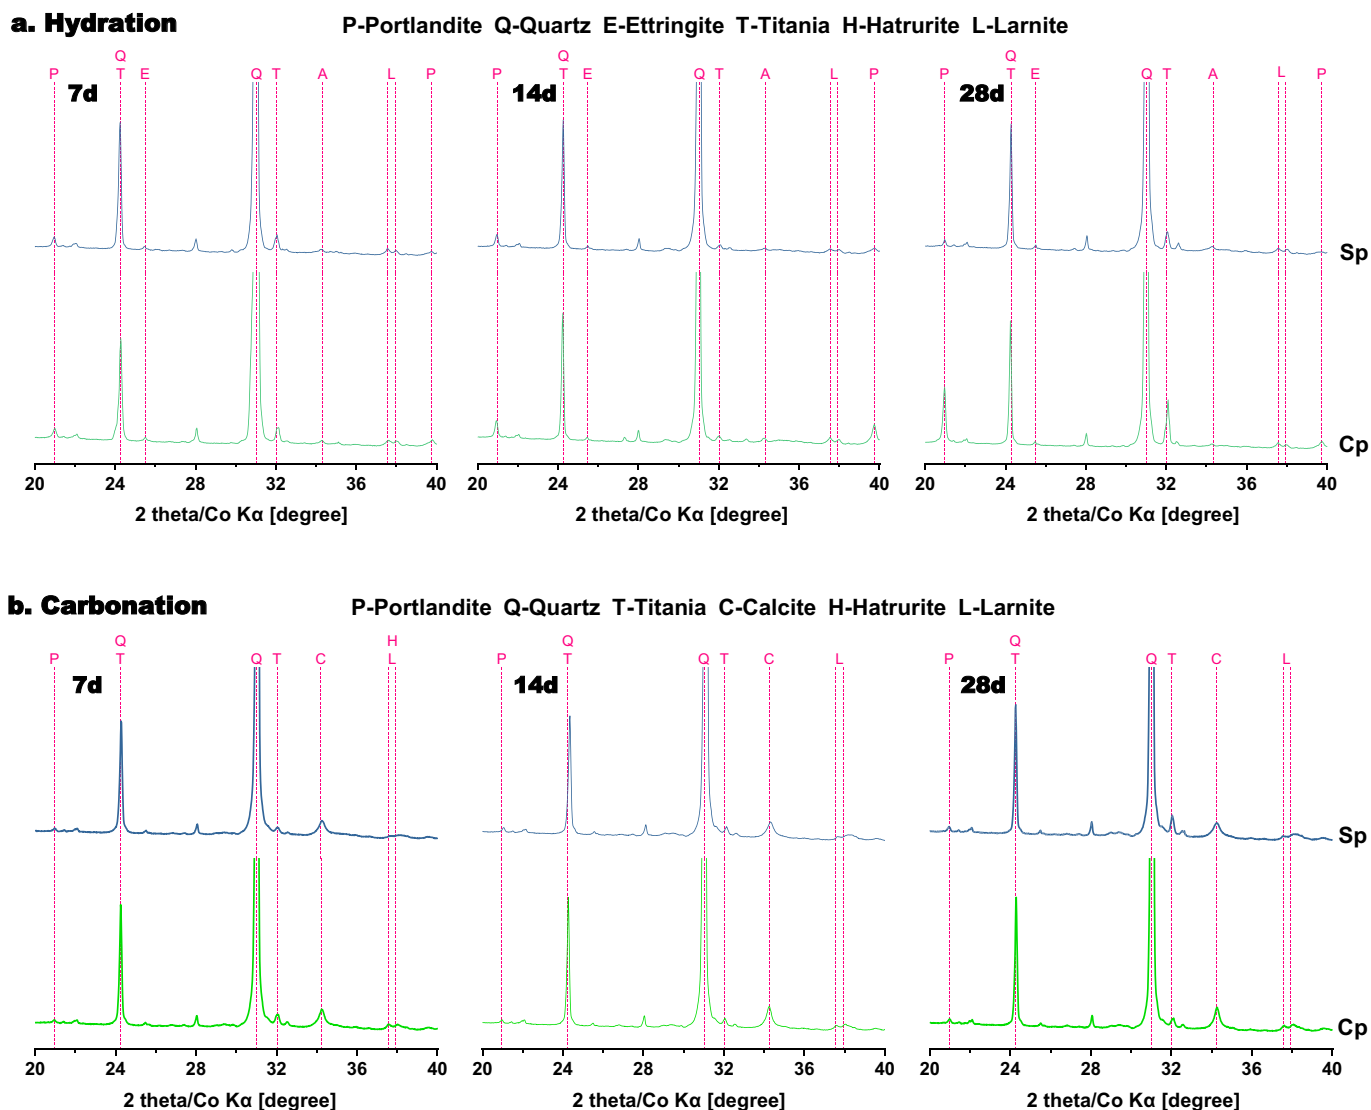 a. Hydration
P-Portlandite Q-Quartz E-Ettringite T-Titania H-Hatrurite L-Larnite
Q
P T E Q T A L P
7d
Q
P T E Q T A L P
14d
Q
P T E Q T A L P
28d
Sp
Cp
20 24 28 32 36 40
2 theta/Co Kα [degree]
20 24 28 32 36 40
2 theta/Co Kα [degree]
20 24 28 32 36 40
2 theta/Co Kα [degree]
b. Carbonation
P-Portlandite Q-Quartz T-Titania C-Calcite H-Hatrurite L-Larnite
Q H
P T Q T C L
7d
Q
P T Q T C L
14d
Q
P T Q T C L
28d
Sp
Cp
20 24 28 32 36 40
2 theta/Co Kα [degree]
20 24 28 32 36 40
2 theta/Co Kα [degree]
20 24 28 32 36 40
2 theta/Co Kα [degree]